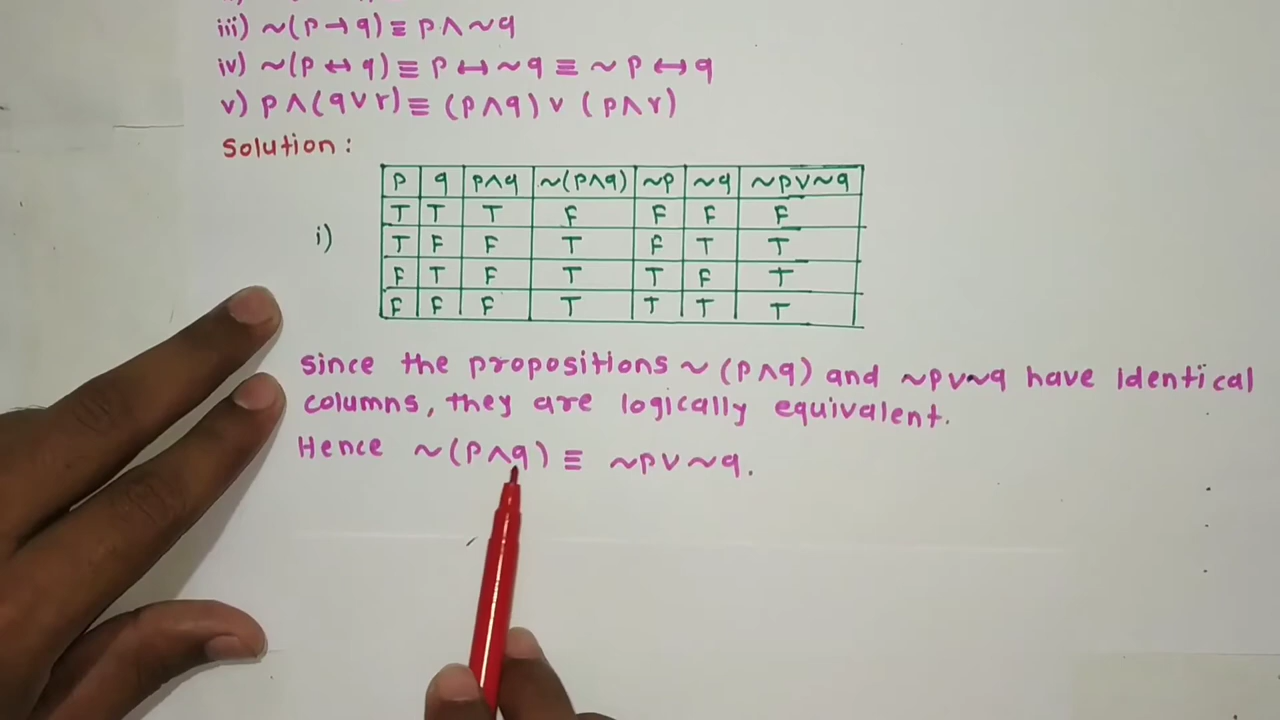 iii) ~(p→q) ≡ p∧~q
iv) ~(p↔q) ≡ p↔~q ≡ ~p↔q
v) p∧(q∨r) ≡ (p∧q)∨(p∧r)
Solution:
p q p∧q ~(p∧q) ~p ~q ~p∨~q
T T T F F F F
i)
T F F T F T T
F T F T T F T
F F F T T T T
Since the propositions ~(p∧q) and ~p∨~q have identical
columns, they are logically equivalent.
Hence ~(p∧q) ≡ ~p∨~q.